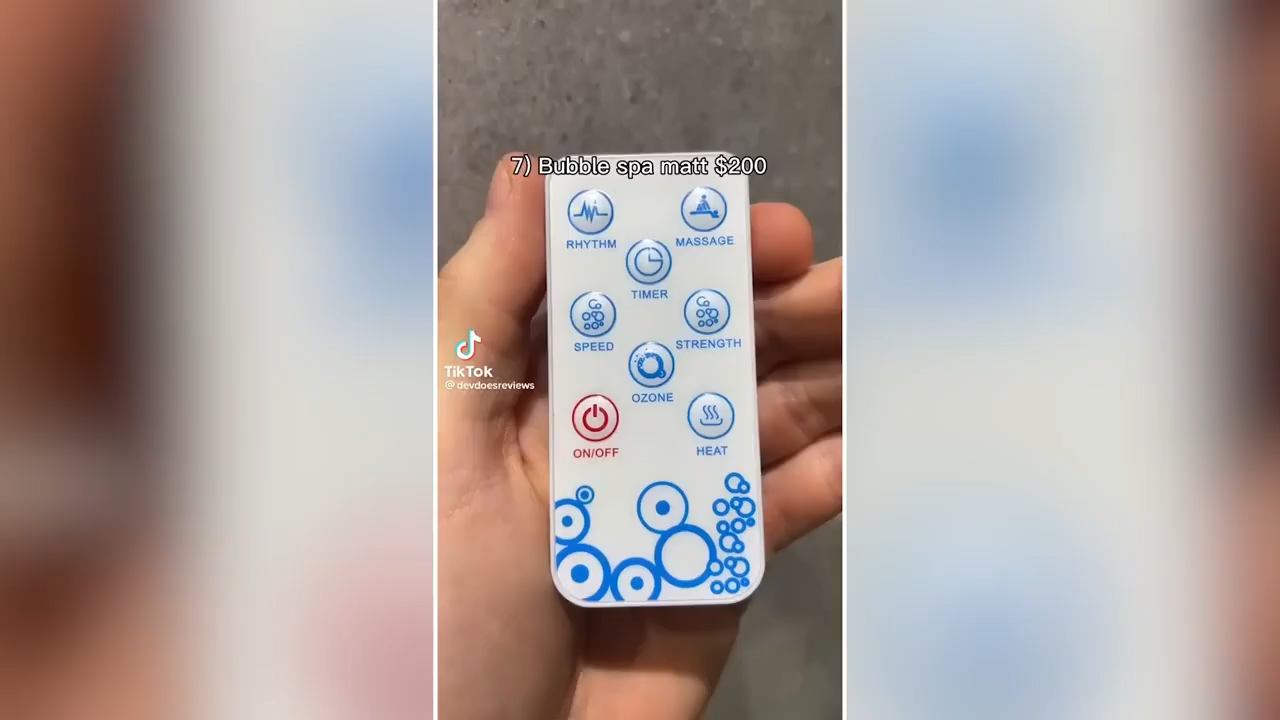 7) Bubble spa matt $200
RHYTHM
MASSAGE
TIMER
SPEED
STRENGTH
OZONE
ON/OFF
HEAT
TikTok
@devdoesreviews